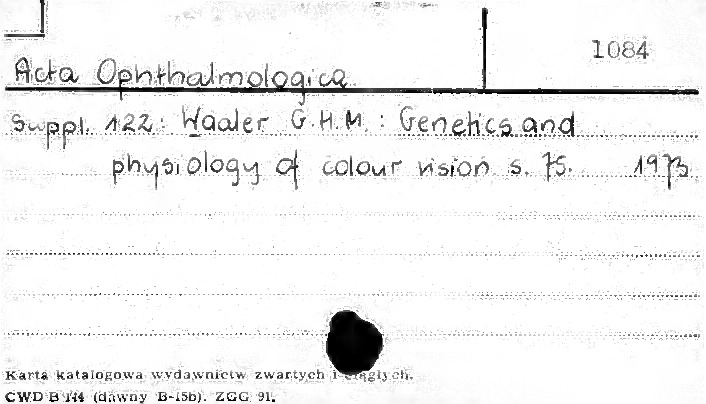 1084
Acta Ophthalmologica
Suppl. 122: Waaler G.H.M.: Genetics and
physiology of colour vision s. 75. 1973
Karta katalogowa wydawnictw zwartych i ciągłych.
CWD B 144 (dawny B-15b). ZGG 91.